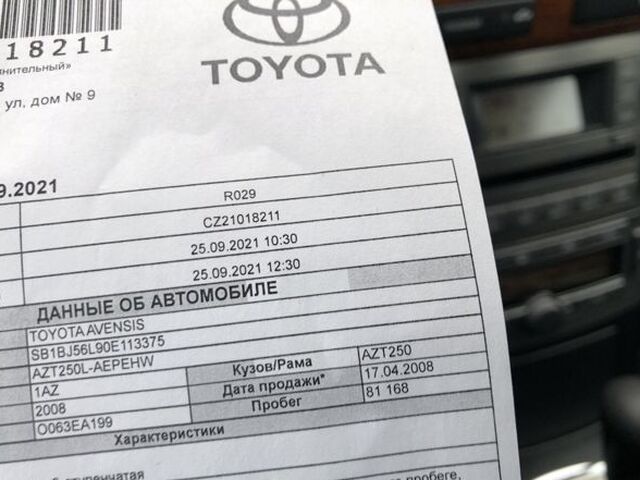 18211
TOYOTA
нительный»
ул, дом № 9
9.2021
R029
CZ21018211
25.09.2021 10:30
25.09.2021 12:30
ДАННЫЕ ОБ АВТОМОБИЛЕ
TOYOTA AVENSIS
SB1BJ56L90E113375
AZT250L-AEPEHW Кузов/Рама AZT250
1AZ Дата продажи* 17.04.2008
2008 Пробег 81 168
O063EA199
Характеристики
ступенчатая
пробеге,